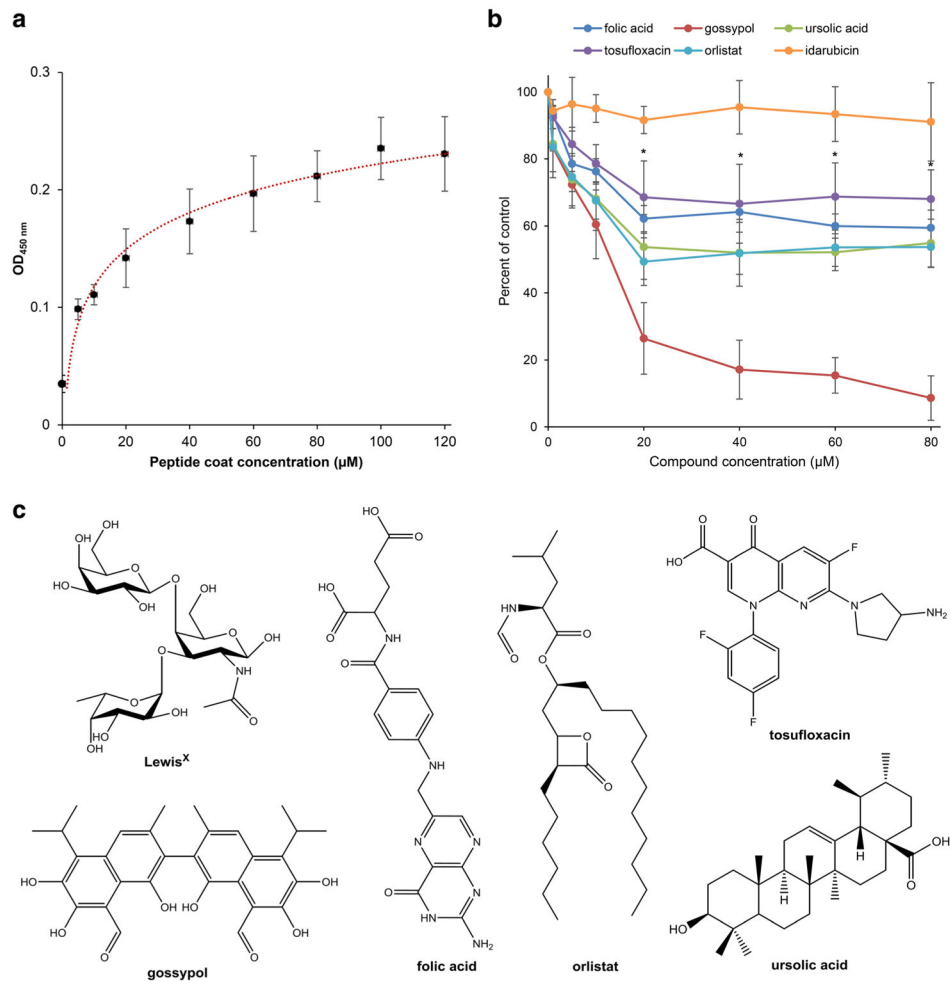 a
0.3
0.2
0.1
0
OD450 nm
0 20 40 60 80 100 120
Peptide coat concentration (µM)
b
folic acid gossypol ursolic acid
tosufloxacin orlistat idarubicin
100
80
60
40
20
0
Percent of control
* * * *
0 20 40 60 80
Compound concentration (µM)
c
OH
OH
OH
O
HO
OH
O
OH
O
OH
O
O
NH
O
OH
O
HO
OH
OH
LewisX
HO
O
HO
O
NH
O
NH
N
N
O
N
HN
N
NH2
folic acid
HN
O
O
O
O
O
orlistat
O
O
HO
F
N
N
N
NH2
F
F
tosufloxacin
HO
OH
OH
OH
HO
OH
O
O
gossypol
H
H
OH
O
HO
ursolic acid